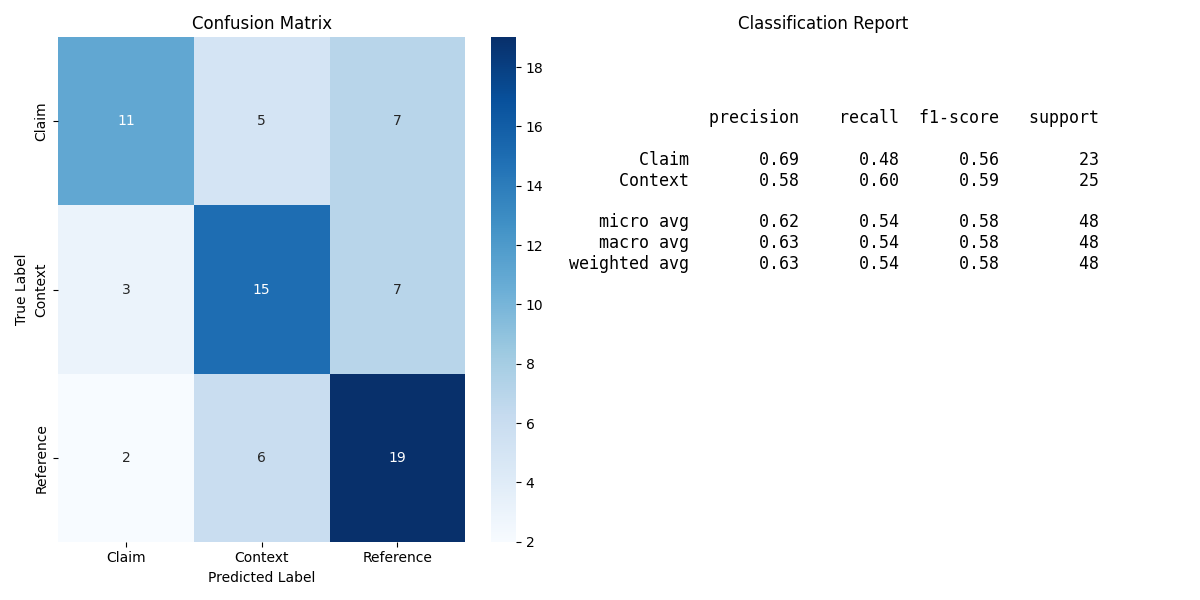 Confusion Matrix
Claim
Context
Reference
True Label
11 5 7
3 15 7
2 6 19
Claim Context Reference
Predicted Label
18
16
14
12
10
8
6
4
2
Classification Report
precision recall f1-score support
Claim 0.69 0.48 0.56 23
Context 0.58 0.60 0.59 25
micro avg 0.62 0.54 0.58 48
macro avg 0.63 0.54 0.58 48
weighted avg 0.63 0.54 0.58 48